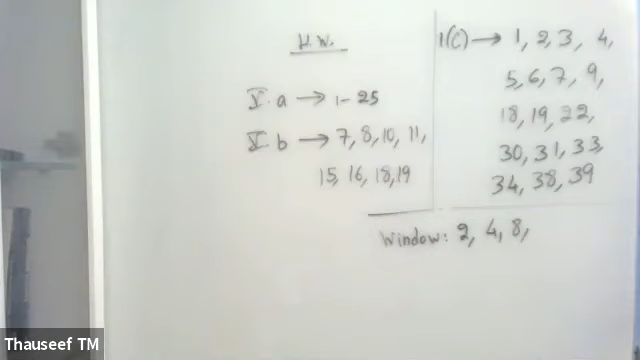 H.W.
V. a → 1-25
V. b → 7, 8, 10, 11,
15, 16, 18, 19
1(C) → 1, 2, 3, 4,
5, 6, 7, 9,
18, 19, 22,
30, 31, 33,
34, 38, 39
Window: 2, 4, 8,
Thauseef TM